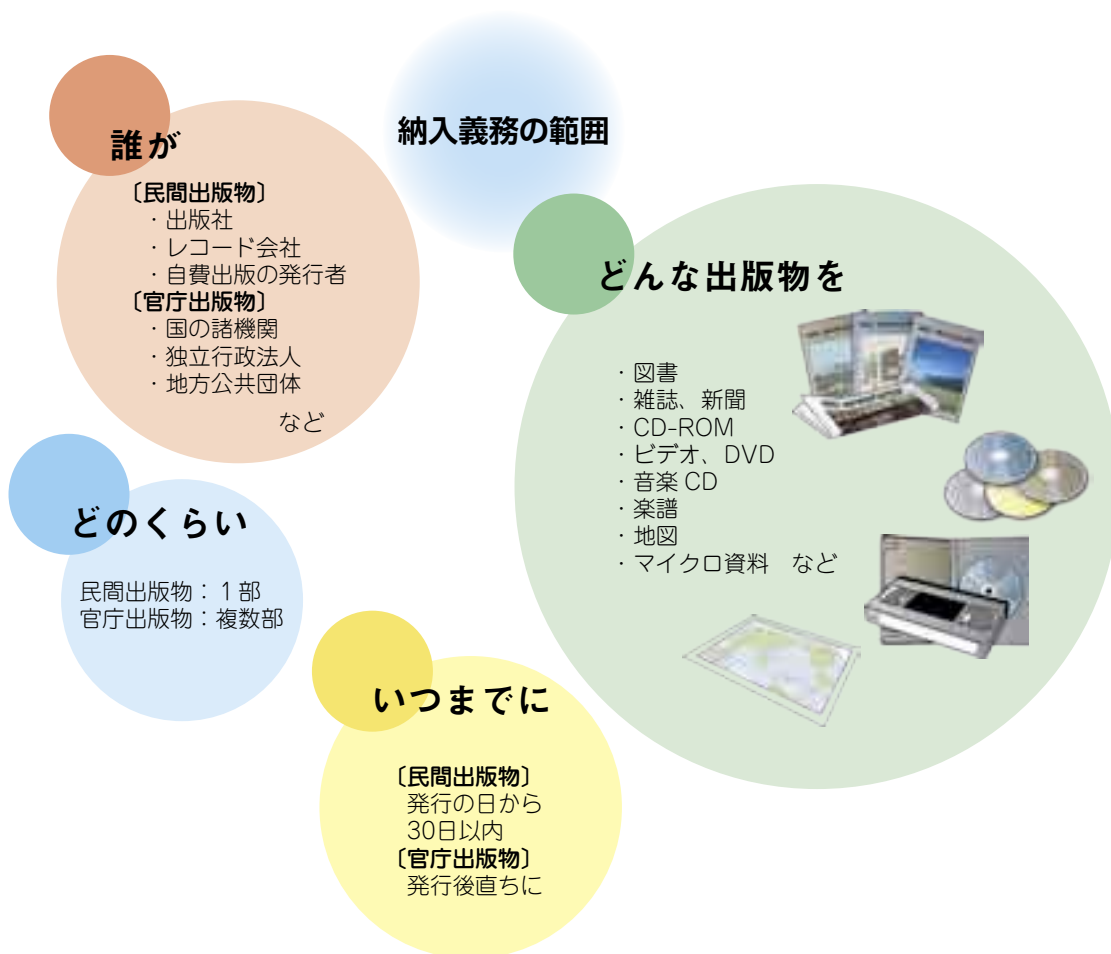 納入義務の範囲
誰が
〔民間出版物〕
・出版社
・レコード会社
・自費出版の発行者
〔官庁出版物〕
・国の諸機関
・独立行政法人
・地方公共団体
など
どんな出版物を
・図書
・雑誌、新聞
・CD-ROM
・ビデオ、DVD
・音楽 CD
・楽譜
・地図
・マイクロ資料　など
どのくらい
民間出版物：1部
官庁出版物：複数部
いつまでに
〔民間出版物〕
発行の日から
30日以内
〔官庁出版物〕
発行後直ちに